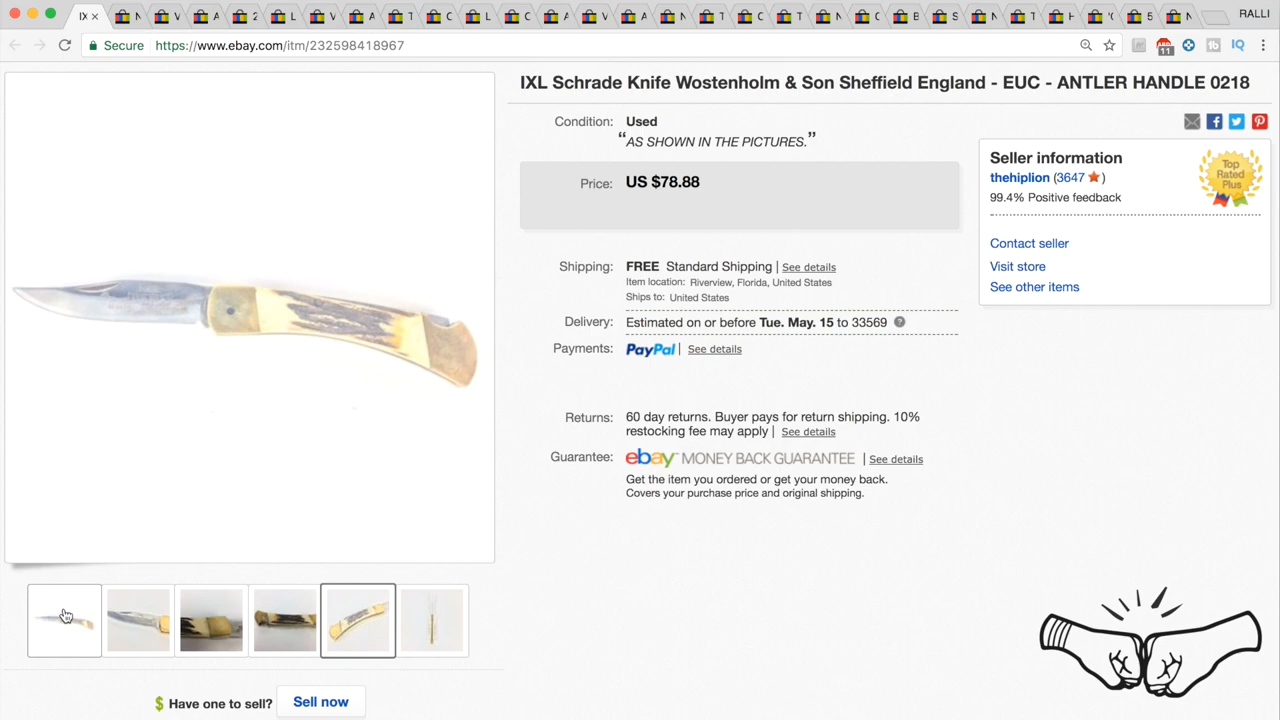 IX
RALLI
Secure
https://www.ebay.com/itm/232598418967
ABP
11
IQ
IXL Schrade Knife Wostenholm & Son Sheffield England - EUC - ANTLER HANDLE 0218
Condition: Used
“AS SHOWN IN THE PICTURES.”
Price: US $78.88
Shipping: FREE Standard Shipping | See details
Item location: Riverview, Florida, United States
Ships to: United States
Delivery: Estimated on or before Tue. May. 15 to 33569
Payments: PayPal | See details
Returns: 60 day returns. Buyer pays for return shipping. 10%
restocking fee may apply | See details
Guarantee: ebay MONEY BACK GUARANTEE | See details
Get the item you ordered or get your money back.
Covers your purchase price and original shipping.
Seller information
thehiplion (3647)
99.4% Positive feedback
Top
Rated
Plus
Contact seller
Visit store
See other items
$ Have one to sell? Sell now